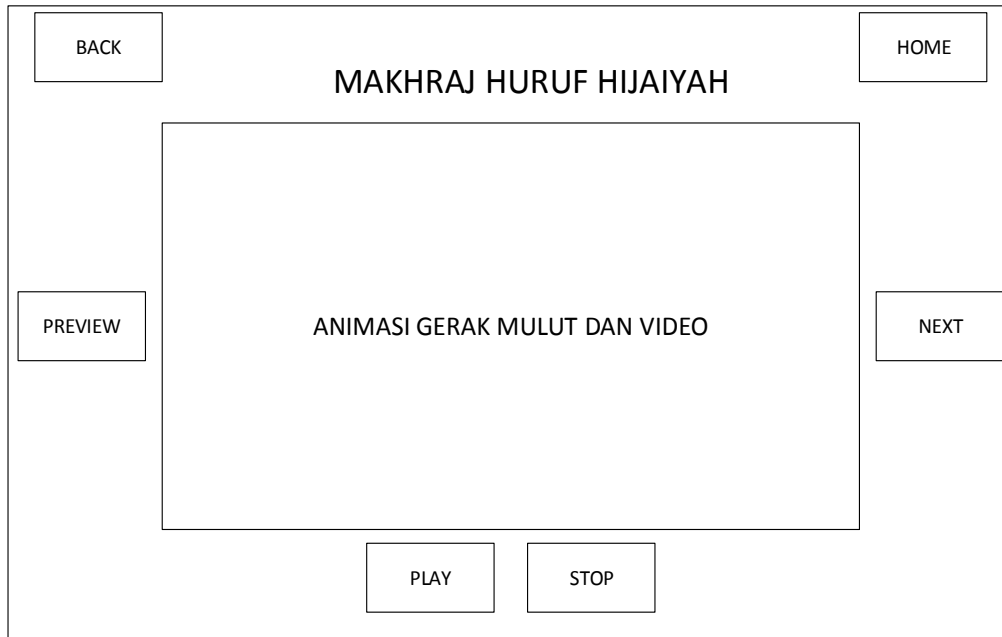 BACK
HOME
MAKHRAJ HURUF HIJAIYAH
PREVIEW
ANIMASI GERAK MULUT DAN VIDEO
NEXT
PLAY
STOP